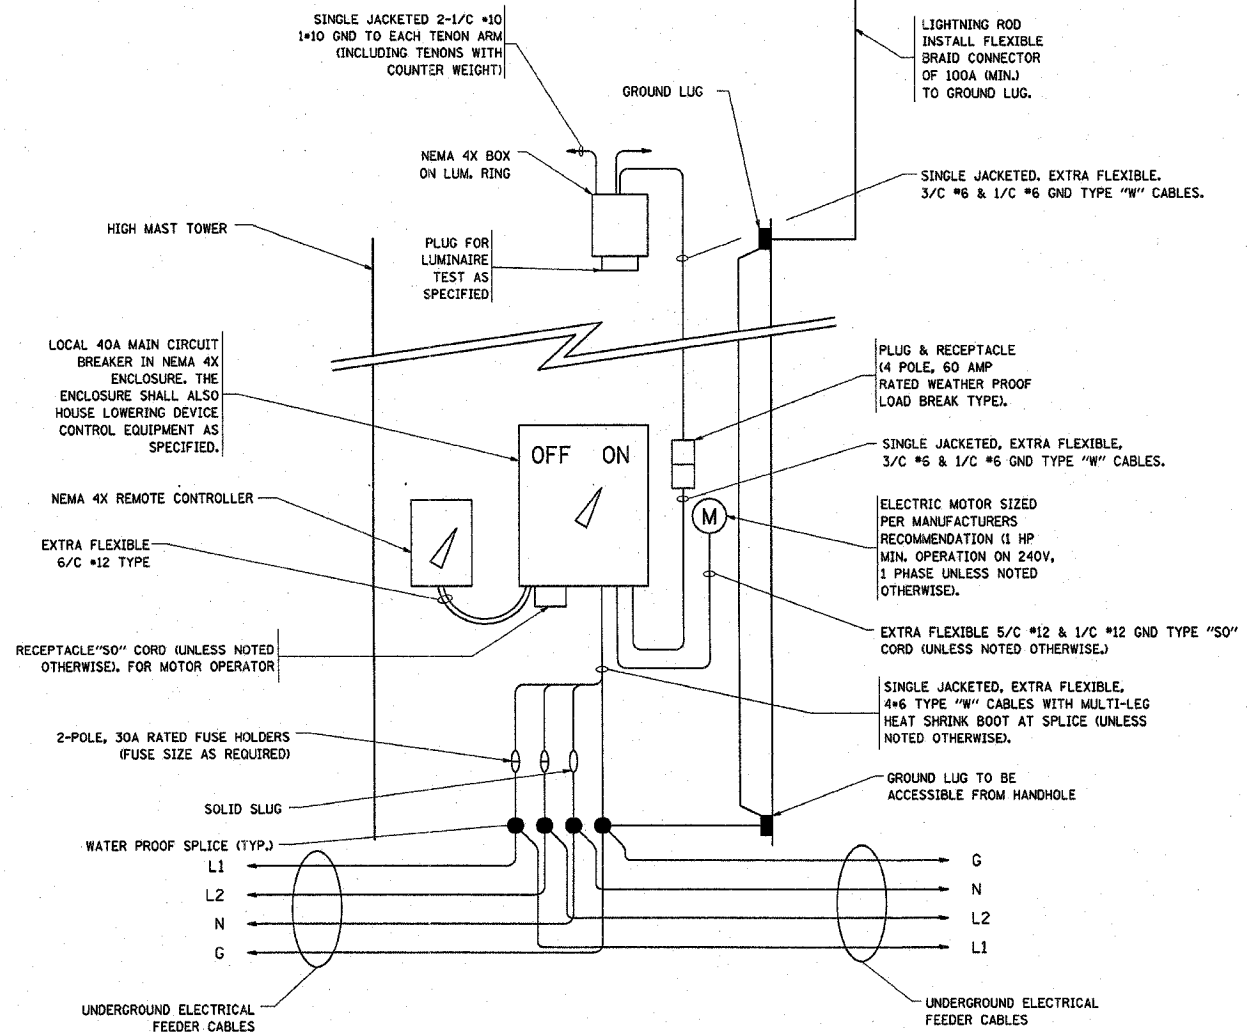 SINGLE JACKETED 2-1/C #10
1#10 GND TO EACH TENON ARM
(INCLUDING TENONS WITH
COUNTER WEIGHT)
LIGHTNING ROD
INSTALL FLEXIBLE
BRAID CONNECTOR
OF 100A (MIN.)
TO GROUND LUG.
GROUND LUG
NEMA 4X BOX
ON LUM. RING
SINGLE JACKETED. EXTRA FLEXIBLE.
3/C #6 & 1/C #6 GND TYPE "W" CABLES.
HIGH MAST TOWER
PLUG FOR
LUMINAIRE
TEST AS
SPECIFIED
LOCAL 40A MAIN CIRCUIT
BREAKER IN NEMA 4X
ENCLOSURE. THE
ENCLOSURE SHALL ALSO
HOUSE LOWERING DEVICE
CONTROL EQUIPMENT AS
SPECIFIED.
PLUG & RECEPTACLE
(4 POLE, 60 AMP
RATED WEATHER PROOF
LOAD BREAK TYPE).
OFF ON
SINGLE JACKETED, EXTRA FLEXIBLE,
3/C #6 & 1/C #6 GND TYPE "W" CABLES.
NEMA 4X REMOTE CONTROLLER
M
ELECTRIC MOTOR SIZED
PER MANUFACTURERS
RECOMMENDATION (1 HP
MIN. OPERATION ON 240V,
1 PHASE UNLESS NOTED
OTHERWISE).
EXTRA FLEXIBLE
6/C #12 TYPE
EXTRA FLEXIBLE 5/C #12 & 1/C #12 GND TYPE "SO"
CORD (UNLESS NOTED OTHERWISE.)
RECEPTACLE"SO" CORD (UNLESS NOTED
OTHERWISE). FOR MOTOR OPERATOR
SINGLE JACKETED, EXTRA FLEXIBLE,
4#6 TYPE "W" CABLES WITH MULTI-LEG
HEAT SHRINK BOOT AT SPLICE (UNLESS
NOTED OTHERWISE).
2-POLE, 30A RATED FUSE HOLDERS
(FUSE SIZE AS REQUIRED)
GROUND LUG TO BE
ACCESSIBLE FROM HANDHOLE
SOLID SLUG
WATER PROOF SPLICE (TYP.)
L1
L2
N
G
G
N
L2
L1
UNDERGROUND ELECTRICAL
FEEDER CABLES
UNDERGROUND ELECTRICAL
FEEDER CABLES